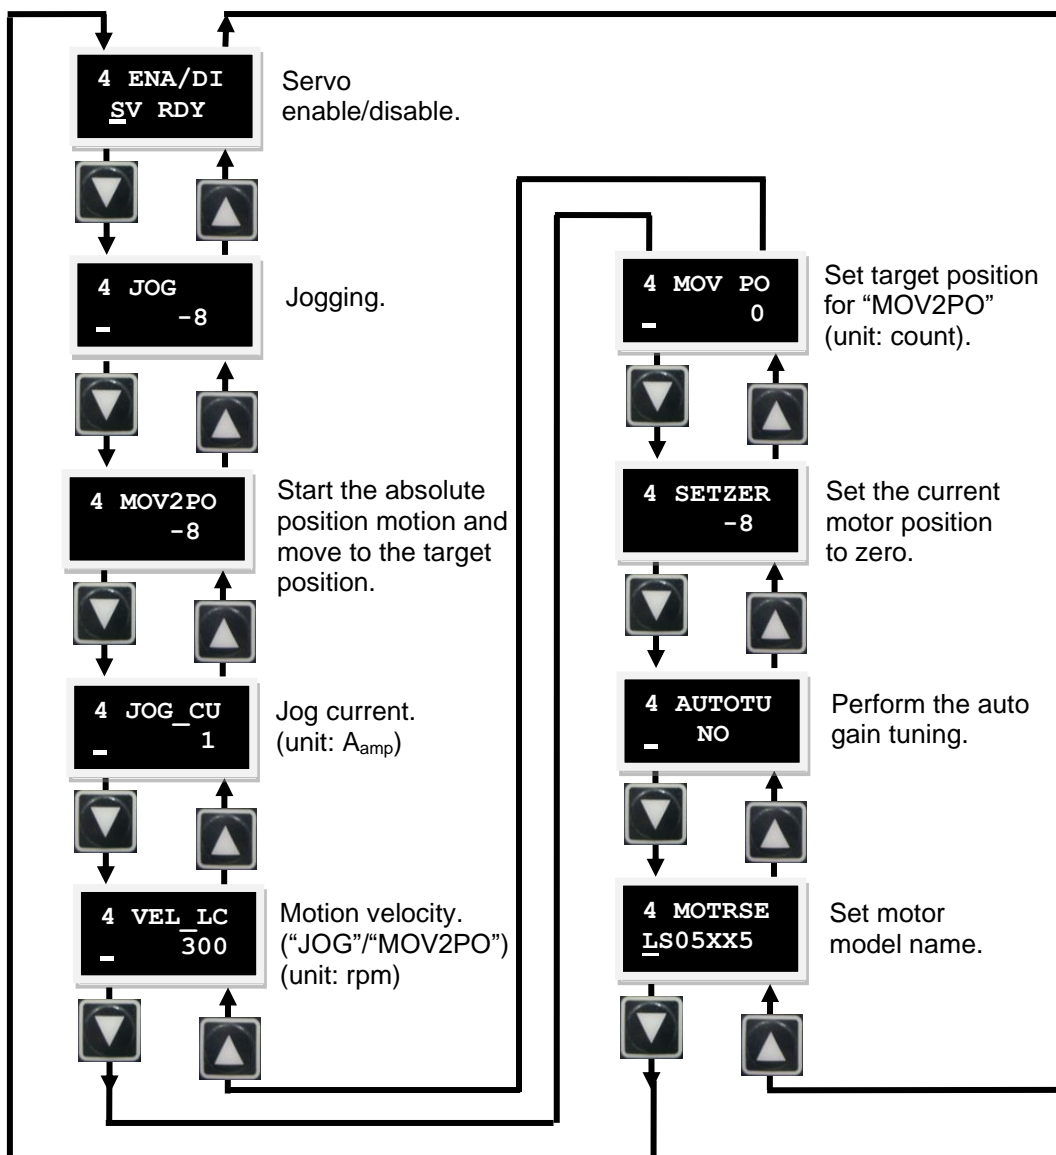 4 ENA/DI
SV RDY
Servo
enable/disable.
4 JOG
-8
Jogging.
4 MOV2PO
-8
Start the absolute
position motion and
move to the target
position.
4 JOG_CU
1
Jog current.
(unit: Aamp)
4 VEL_LC
300
Motion velocity.
(“JOG”/“MOV2PO”)
(unit: rpm)
4 MOV PO
0
Set target position
for “MOV2PO”
(unit: count).
4 SETZER
-8
Set the current
motor position
to zero.
4 AUTOTU
NO
Perform the auto
gain tuning.
4 MOTRSE
LS05XX5
Set motor
model name.